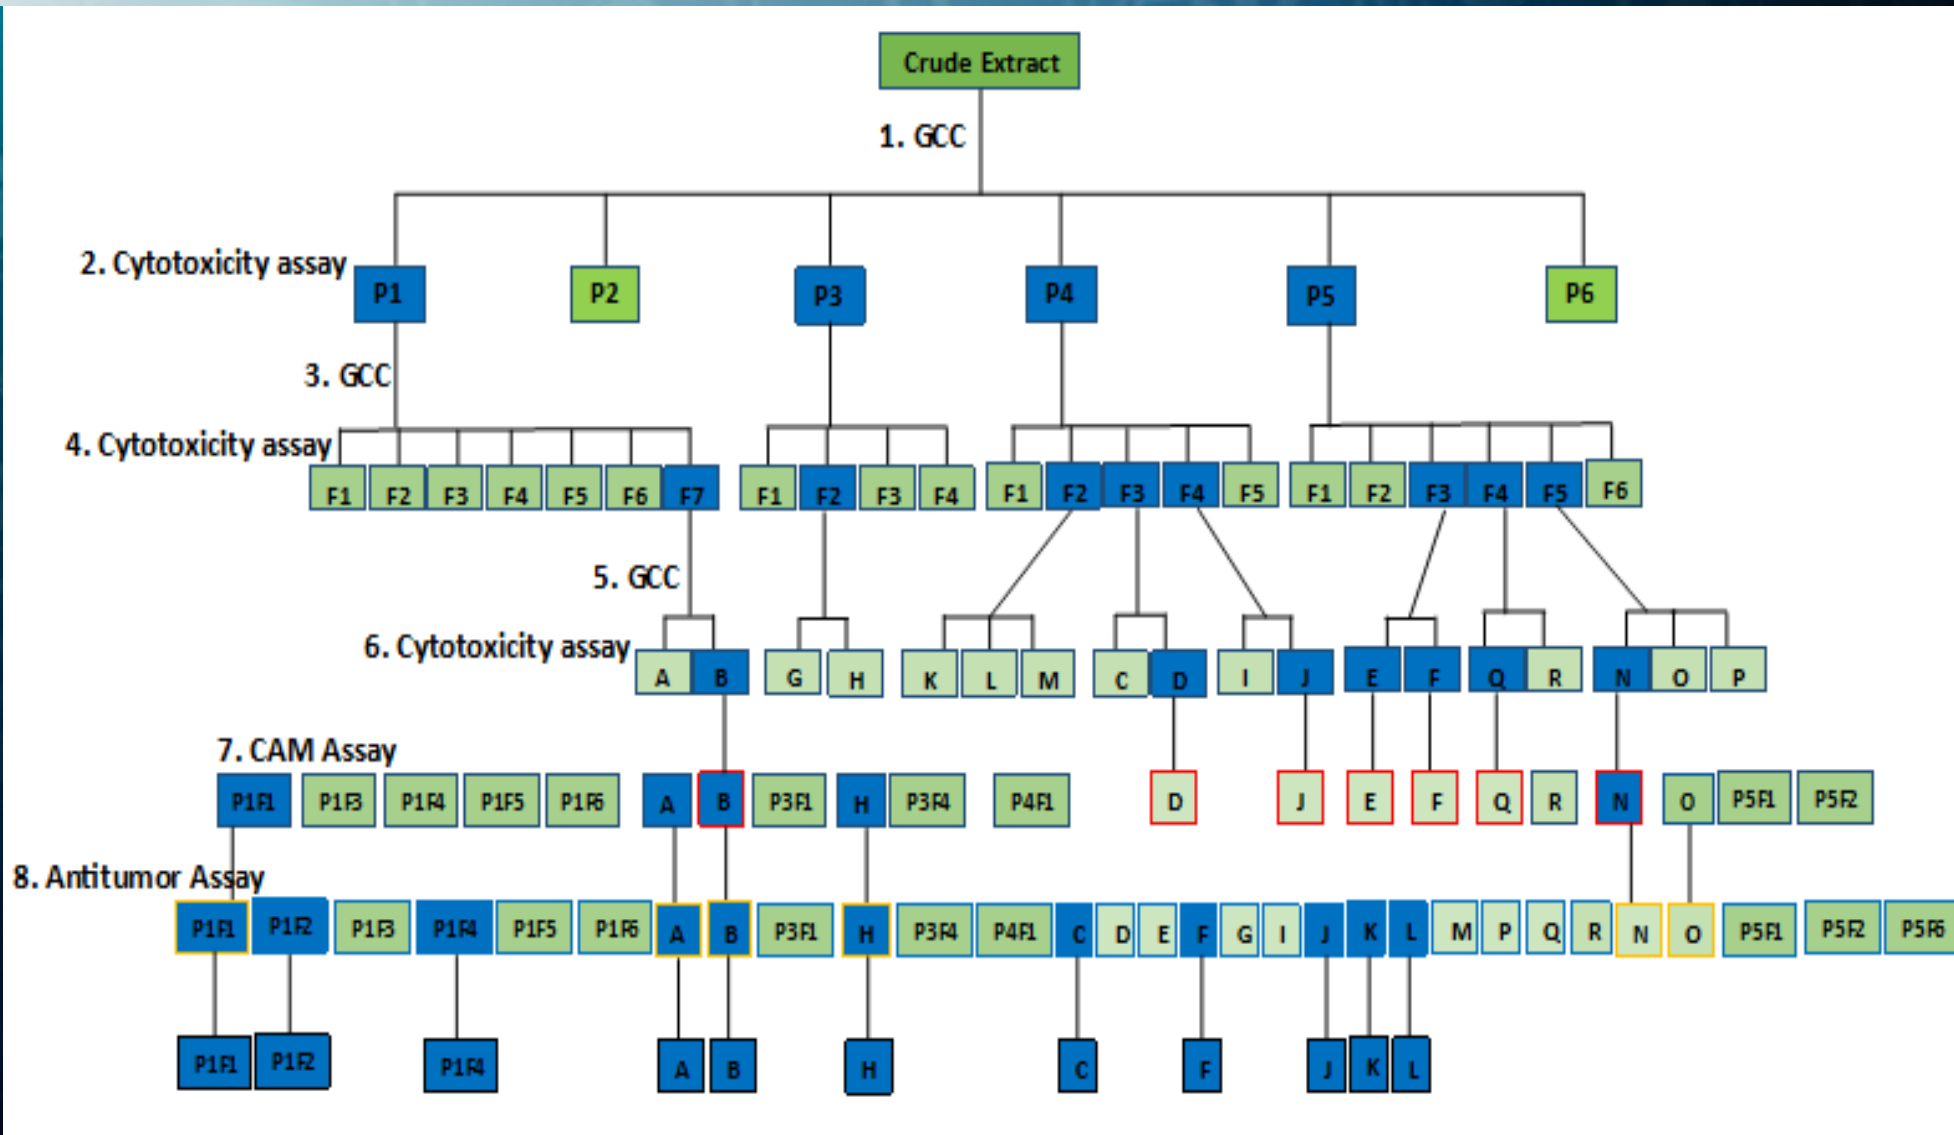 Crude Extract
1. GCC
2. Cytotoxicity assay
P1 P2 P3 P4 P5 P6
3. GCC
4. Cytotoxicity assay
F1 F2 F3 F4 F5 F6 F7 F1 F2 F3 F4 F1 F2 F3 F4 F5 F1 F2 F3 F4 F5 F6
5. GCC
6. Cytotoxicity assay
A B G H K L M C D I J E F Q R N O P
7. CAM Assay
P1F1 P1F3 P1F4 P1F5 P1F6 A B P3F1 H P3F4 P4F1 D J E F Q R N O P5F1 P5F2
8. Antitumor Assay
P1F1 P1F2 P1F3 P1F4 P1F5 P1F6 A B P3F1 H P3F4 P4F1 C D E F G I J K L M P Q R N O P5F1 P5F2 P5F6
P1F1 P1F2 P1F4 A B H C F J K L